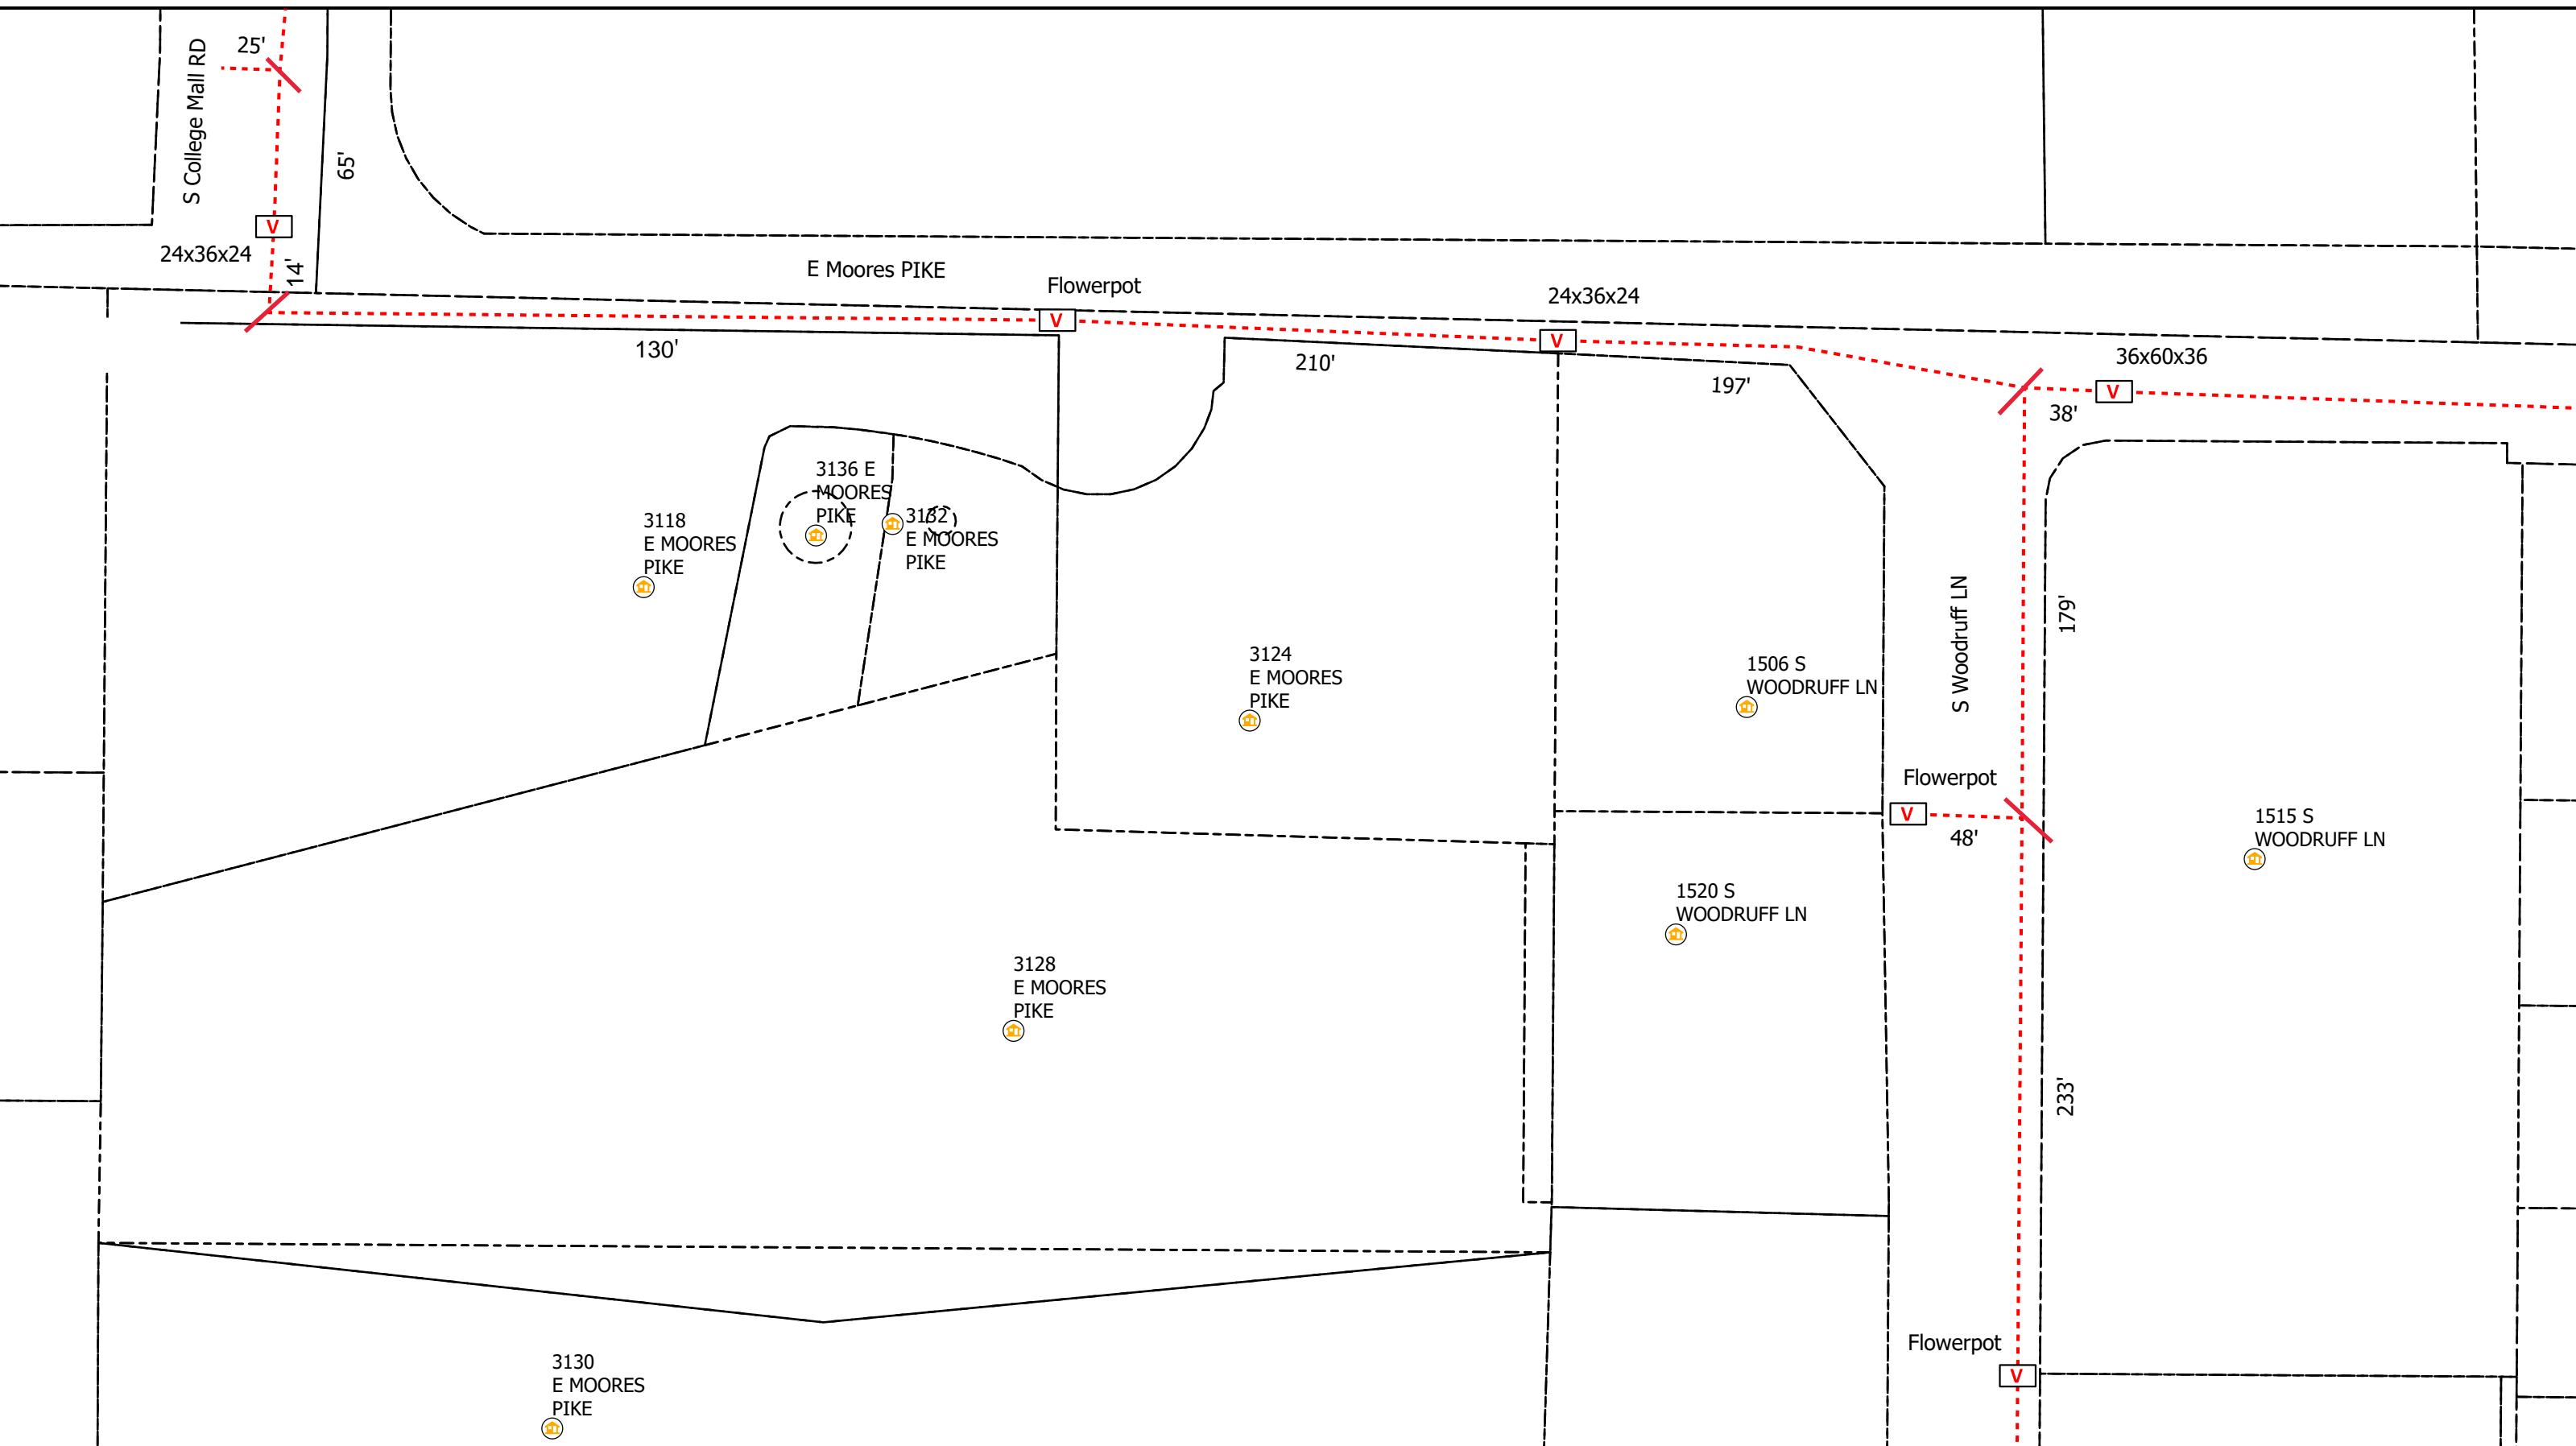 25'
S College Mall RD
65'
V
24x36x24
14'
E Moores PIKE
Flowerpot
V
130'
24x36x24
V
210'
197'
36x60x36
V
38'
3136 E
MOORES
PIKE
3132
E MOORES
PIKE
3118
E MOORES
PIKE
3124
E MOORES
PIKE
1506 S
WOODRUFF LN
S Woodruff LN
179'
Flowerpot
V
48'
1515 S
WOODRUFF LN
1520 S
WOODRUFF LN
3128
E MOORES
PIKE
233'
Flowerpot
V
3130
E MOORES
PIKE